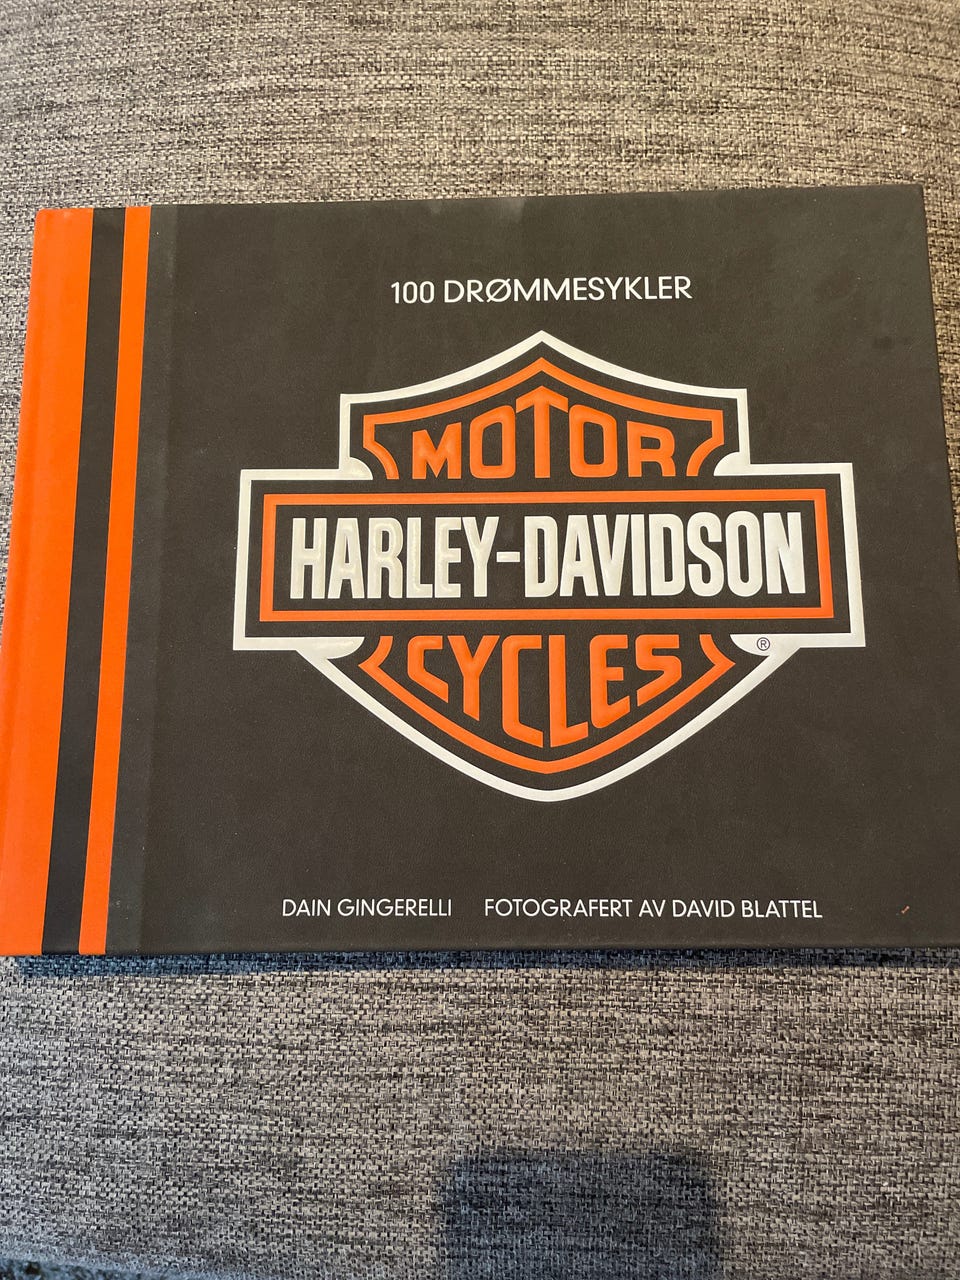 100 DRØMMESYKLER
MOTOR
HARLEY-DAVIDSON
CYCLES
®
DAIN GINGERELLI FOTOGRAFERT AV DAVID BLATTEL